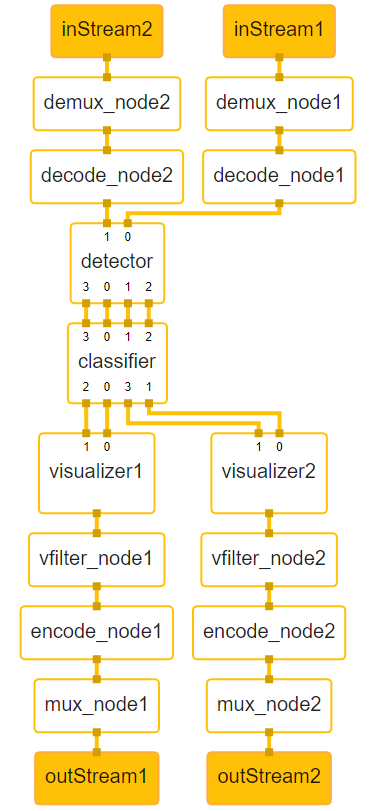 inStream2 inStream1
demux_node2 demux_node1
decode_node2 decode_node1
1 0
detector
3 0 1 2
3 0 1 2
classifier
2 0 3 1
1 0 1 0
visualizer1 visualizer2
vfilter_node1 vfilter_node2
encode_node1 encode_node2
mux_node1 mux_node2
outStream1 outStream2